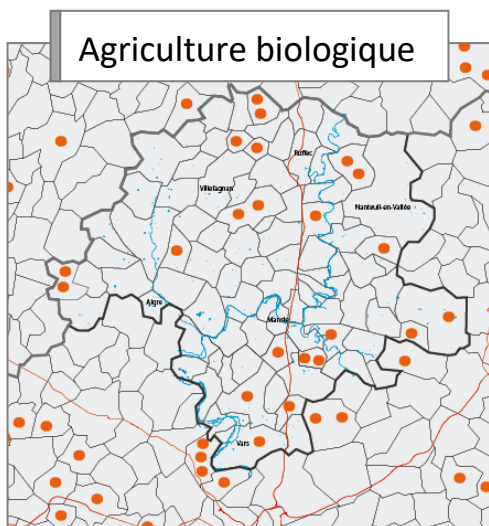 Agriculture biologique
Ruffec
Villefagnan
Nanteuil-en-Vallée
Aigre
Mansle
Vars